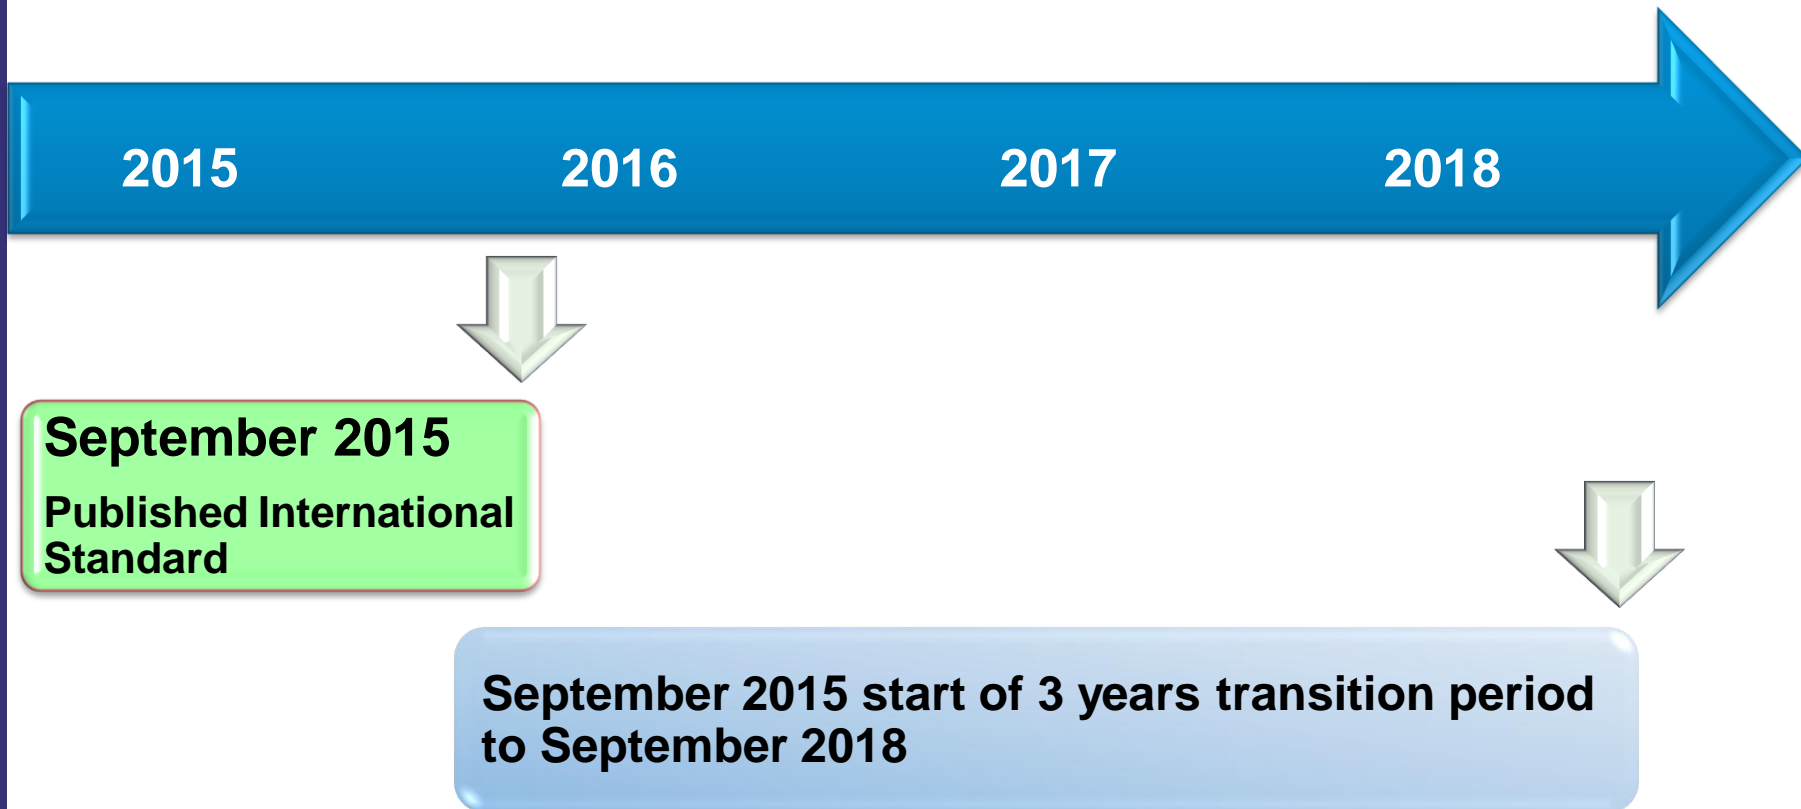 2015 2016 2017 2018
September 2015
Published International
Standard
September 2015 start of 3 years transition period
to September 2018